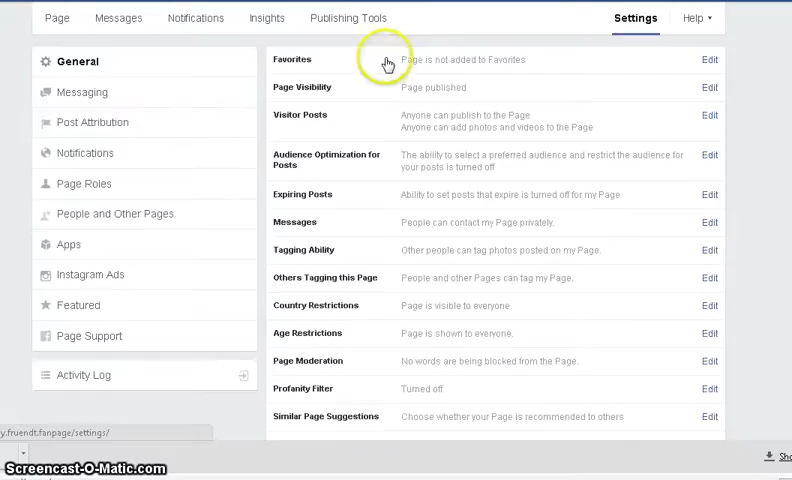 Page Messages Notifications Insights Publishing Tools Settings Help
General
Messaging
Post Attribution
Notifications
Page Roles
People and Other Pages
Apps
Instagram Ads
Featured
Page Support
Activity Log
Favorites Page is not added to Favorites Edit
Page Visibility Page published Edit
Visitor Posts Anyone can publish to the Page Edit
Anyone can add photos and videos to the Page
Audience Optimization for The ability to select a preferred audience and restrict the audience for Edit
Posts your posts is turned off
Expiring Posts Ability to set posts that expire is turned off for my Page Edit
Messages People can contact my Page privately. Edit
Tagging Ability Other people can tag photos posted on my Page. Edit
Others Tagging this Page People and other Pages can tag my Page. Edit
Country Restrictions Page is visible to everyone. Edit
Age Restrictions Page is shown to everyone. Edit
Page Moderation No words are being blocked from the Page. Edit
Profanity Filter Turned off Edit
Similar Page Suggestions Choose whether your Page is recommended to others Edit
y.fruendt.fanpage/settings/
Sho
Screencast-O-Matic.com